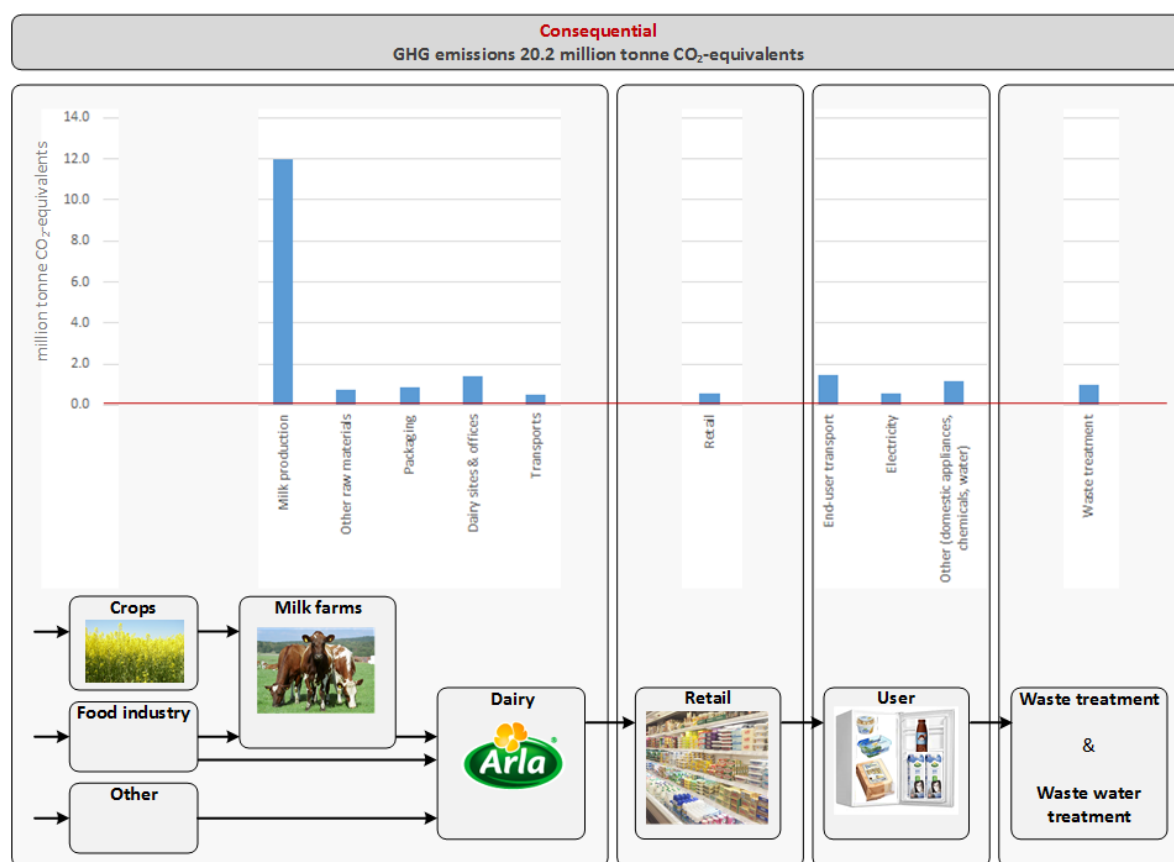 Consequential
GHG emissions 20.2 million tonne CO₂-equivalents
million tonne CO₂-equivalents
14.0
12.0
10.0
8.0
6.0
4.0
2.0
0.0
Milk production
Other raw materials
Packaging
Dairy sites & offices
Transports
Retail
End-user transport
Electricity
Other (domestic appliances,
chemicals, water)
Waste treatment
Crops
Milk farms
Food industry
Other
Dairy
Arla
®
Retail
User
Waste treatment
&
Waste water
treatment